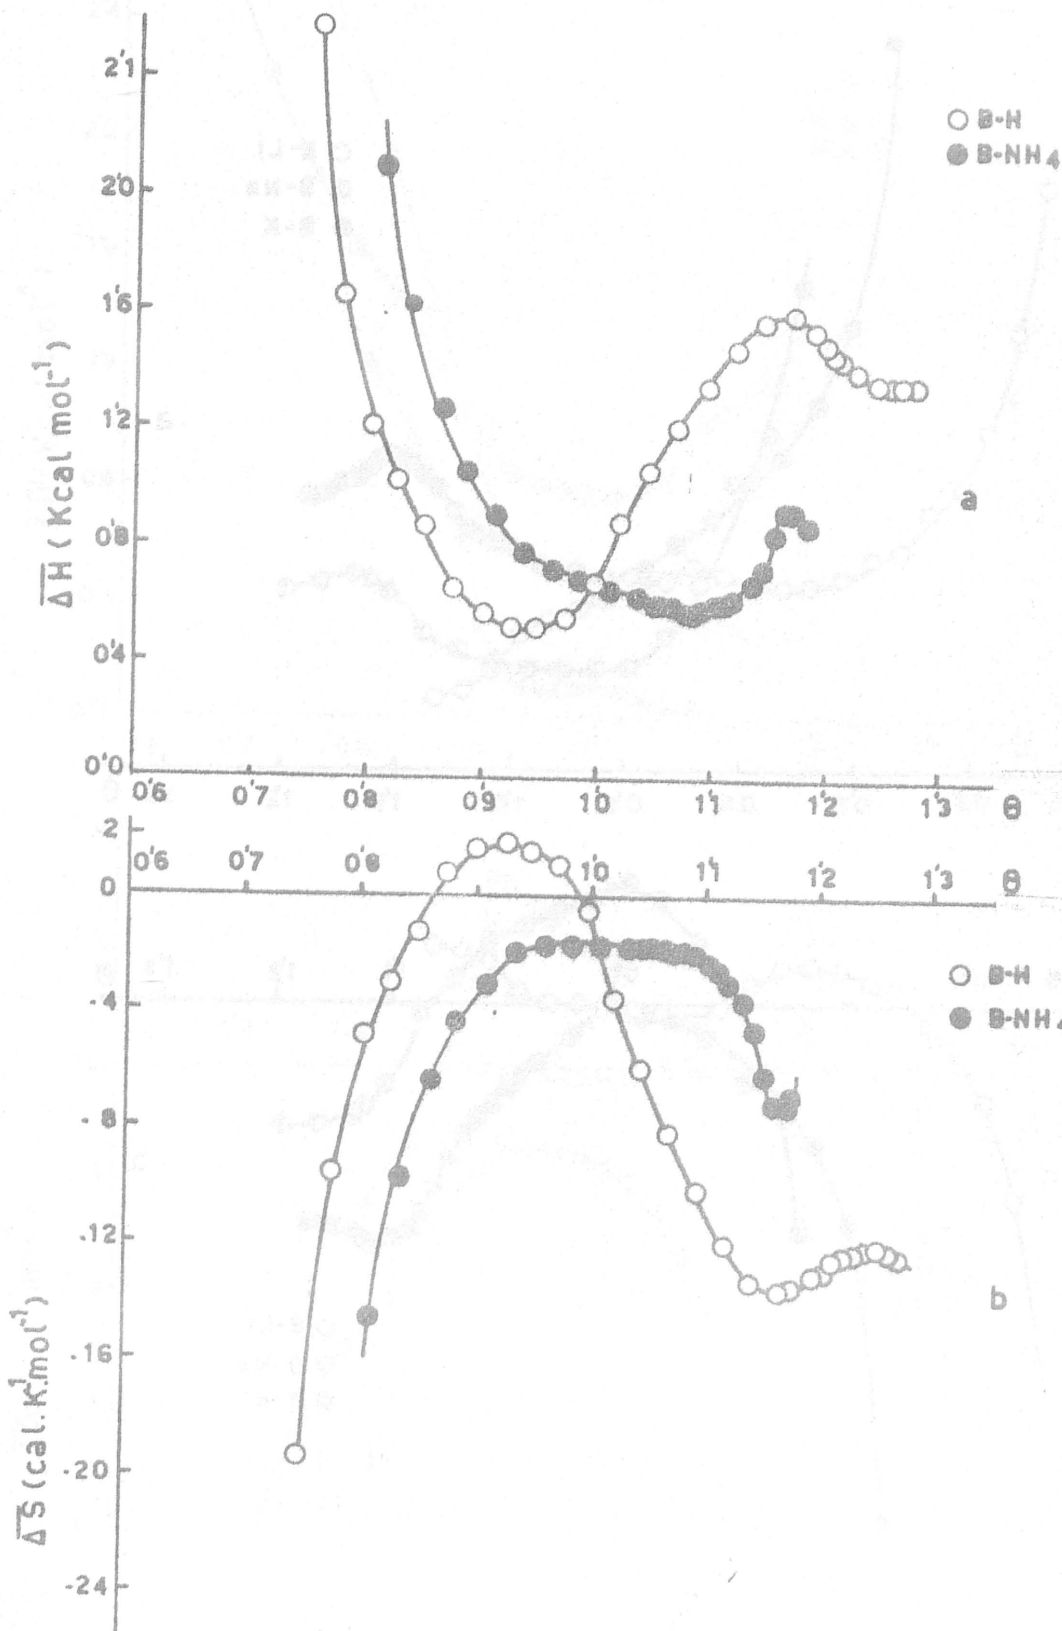 2'1
2'0
1'6
1'2
0'8
0'4
0'0
ΔH (Kcal mol⁻¹)
○ B-H
● B-NH₄
a
0'6 0'7 0'8 0'9 1'0 1'1 1'2 1'3 θ
2
0
-4
-8
-12
-16
-20
-24
ΔS (cal. K⁻¹mol⁻¹)
0'6 0'7 0'8 1'0 1'1 1'2 1'3 θ
○ B-H
● B-NH₄
b